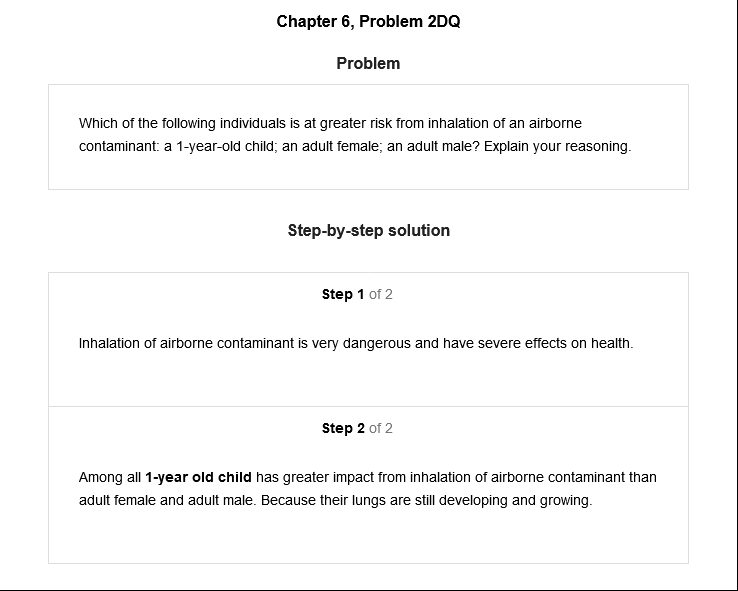 Chapter 6, Problem 2DQ
Problem
Which of the following individuals is at greater risk from inhalation of an airborne
contaminant: a 1-year-old child; an adult female; an adult male? Explain your reasoning.
Step-by-step solution
Step 1 of 2
Inhalation of airborne contaminant is very dangerous and have severe effects on health.
Step 2 of 2
Among all 1-year old child has greater impact from inhalation of airborne contaminant than
adult female and adult male. Because their lungs are still developing and growing.